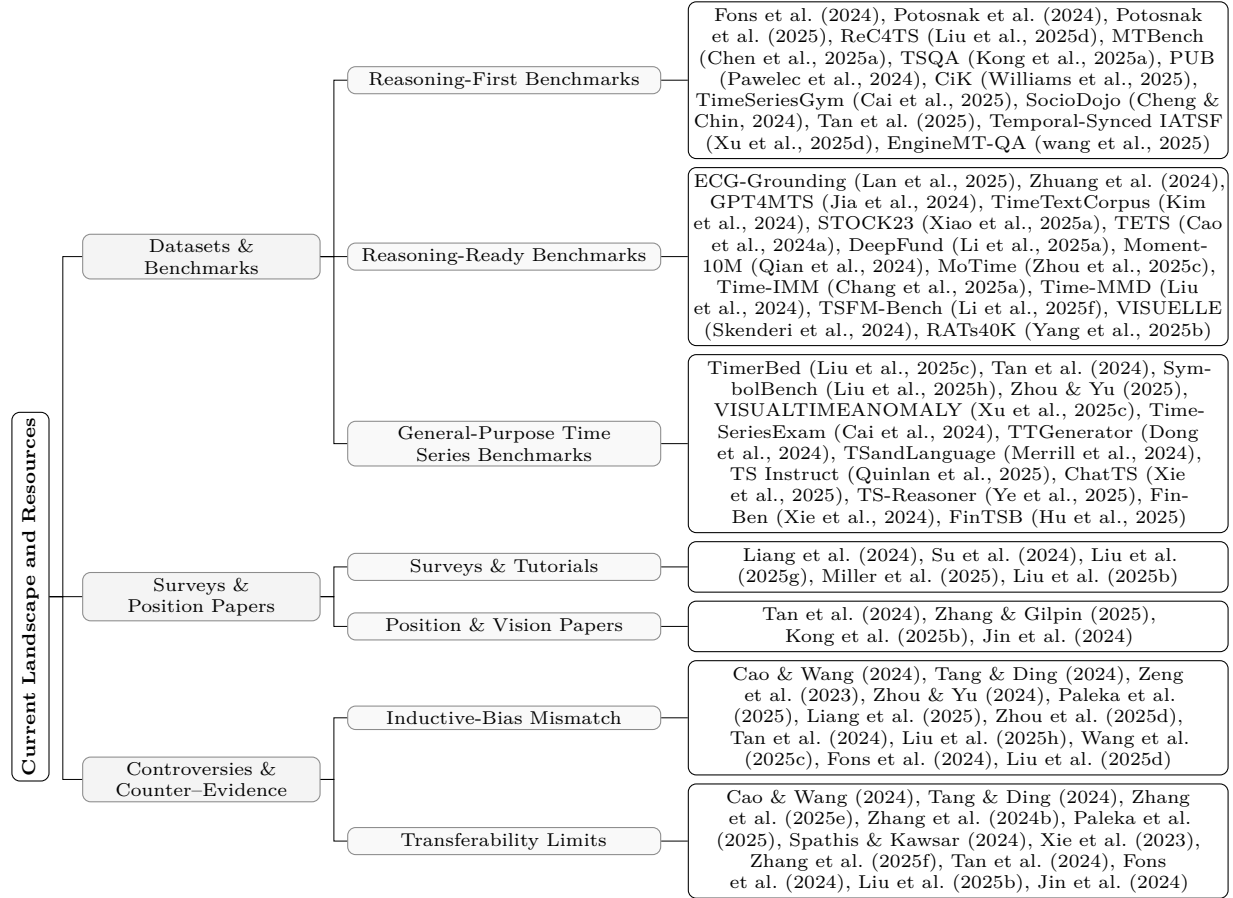 Current Landscape and Resources
Datasets &
Benchmarks
Reasoning-First Benchmarks
Fons et al. (2024), Potosnak et al. (2024), Potosnak
et al. (2025), ReC4TS (Liu et al., 2025d), MTBench
(Chen et al., 2025a), TSQA (Kong et al., 2025a), PUB
(Pawelec et al., 2024), CiK (Williams et al., 2025),
TimeSeriesGym (Cai et al., 2025), SocioDojo (Cheng &
Chin, 2024), Tan et al. (2025), Temporal-Synced IATSF
(Xu et al., 2025d), EngineMT-QA (wang et al., 2025)
Reasoning-Ready Benchmarks
ECG-Grounding (Lan et al., 2025), Zhuang et al. (2024),
GPT4MTS (Jia et al., 2024), TimeTextCorpus (Kim
et al., 2024), STOCK23 (Xiao et al., 2025a), TETS (Cao
et al., 2024a), DeepFund (Li et al., 2025a), Moment-
10M (Qian et al., 2024), MoTime (Zhou et al., 2025c),
Time-IMM (Chang et al., 2025a), Time-MMD (Liu
et al., 2024), TSFM-Bench (Li et al., 2025f), VISUELLE
(Skenderi et al., 2024), RATs40K (Yang et al., 2025b)
General-Purpose Time
Series Benchmarks
TimerBed (Liu et al., 2025c), Tan et al. (2024), Sym-
bolBench (Liu et al., 2025h), Zhou & Yu (2025),
VISUALTIMEANOMALY (Xu et al., 2025c), Time-
SeriesExam (Cai et al., 2024), TTGenerator (Dong
et al., 2024), TSandLanguage (Merrill et al., 2024),
TS Instruct (Quinlan et al., 2025), ChatTS (Xie
et al., 2025), TS-Reasoner (Ye et al., 2025), Fin-
Ben (Xie et al., 2024), FinTSB (Hu et al., 2025)
Surveys &
Position Papers
Surveys & Tutorials
Liang et al. (2024), Su et al. (2024), Liu et al.
(2025g), Miller et al. (2025), Liu et al. (2025b)
Position & Vision Papers
Tan et al. (2024), Zhang & Gilpin (2025),
Kong et al. (2025b), Jin et al. (2024)
Controversies &
Counter–Evidence
Inductive-Bias Mismatch
Cao & Wang (2024), Tang & Ding (2024), Zeng
et al. (2023), Zhou & Yu (2024), Paleka et al.
(2025), Liang et al. (2025), Zhou et al. (2025d),
Tan et al. (2024), Liu et al. (2025h), Wang et al.
(2025c), Fons et al. (2024), Liu et al. (2025d)
Transferability Limits
Cao & Wang (2024), Tang & Ding (2024), Zhang
et al. (2025e), Zhang et al. (2024b), Paleka et al.
(2025), Spathis & Kawsar (2024), Xie et al. (2023),
Zhang et al. (2025f), Tan et al. (2024), Fons
et al. (2024), Liu et al. (2025b), Jin et al. (2024)